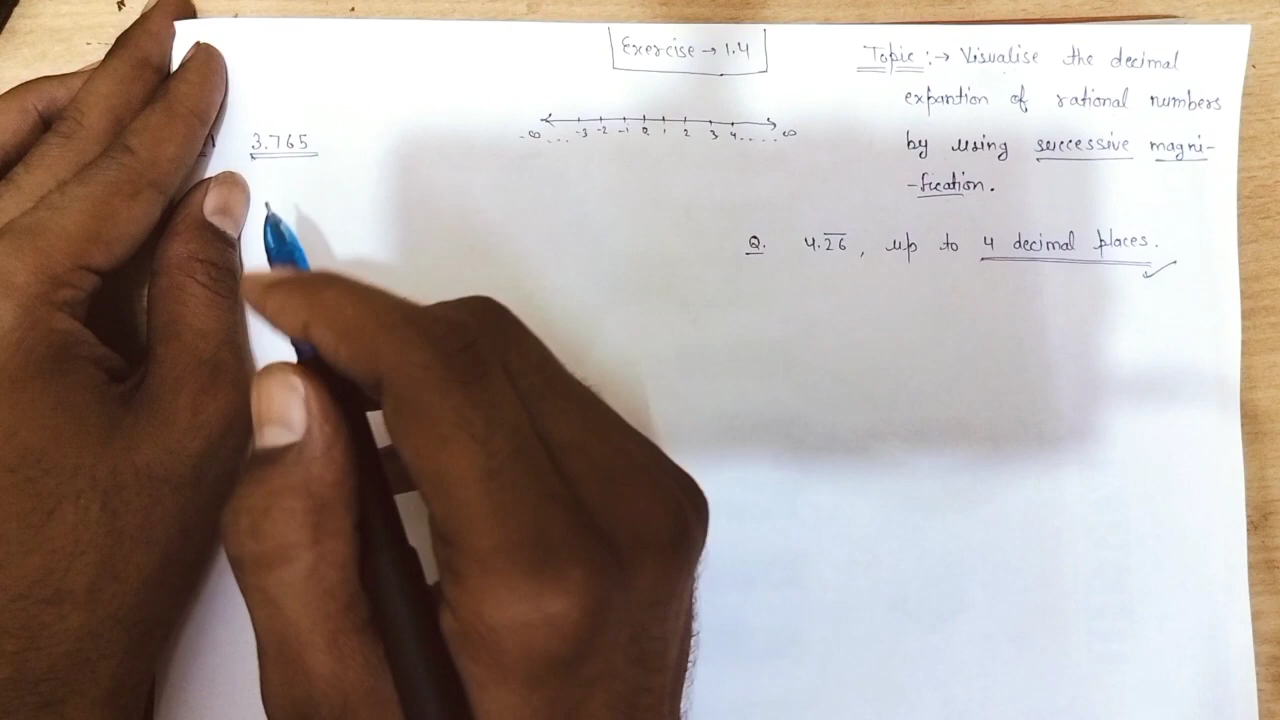 Exercise → 1.4
Topic :→ Visualise the decimal
expantion of rational numbers
by using successive magni-
-fication.
-∞ ... -3 -2 -1 0 1 2 3 4 .... ∞
3.765
Q. 4.2̅6̅, up to 4 decimal places.